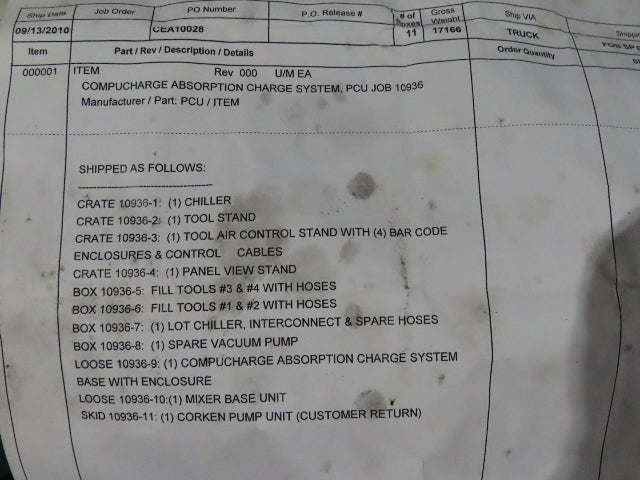 Ship Date Job Order PO Number P.O. Release # # of Boxes Gross Weight Ship VIA
09/13/2010 CEA10028 11 17166 TRUCK Shippin
Item Part / Rev / Description / Details Order Quantity FOB SP
000001 ITEM Rev 000 U/M EA
COMPUCHARGE ABSORPTION CHARGE SYSTEM, PCU JOB 10936
Manufacturer / Part: PCU / ITEM
SHIPPED AS FOLLOWS:
------------------------------------
CRATE 10936-1: (1) CHILLER
CRATE 10936-2: (1) TOOL STAND
CRATE 10936-3: (1) TOOL AIR CONTROL STAND WITH (4) BAR CODE
ENCLOSURES & CONTROL CABLES
CRATE 10936-4: (1) PANEL VIEW STAND
BOX 10936-5: FILL TOOLS #3 & #4 WITH HOSES
BOX 10936-6: FILL TOOLS #1 & #2 WITH HOSES
BOX 10936-7: (1) LOT CHILLER, INTERCONNECT & SPARE HOSES
BOX 10936-8: (1) SPARE VACUUM PUMP
LOOSE 10936-9: (1) COMPUCHARGE ABSORPTION CHARGE SYSTEM
BASE WITH ENCLOSURE
LOOSE 10936-10:(1) MIXER BASE UNIT
SKID 10936-11: (1) CORKEN PUMP UNIT (CUSTOMER RETURN)